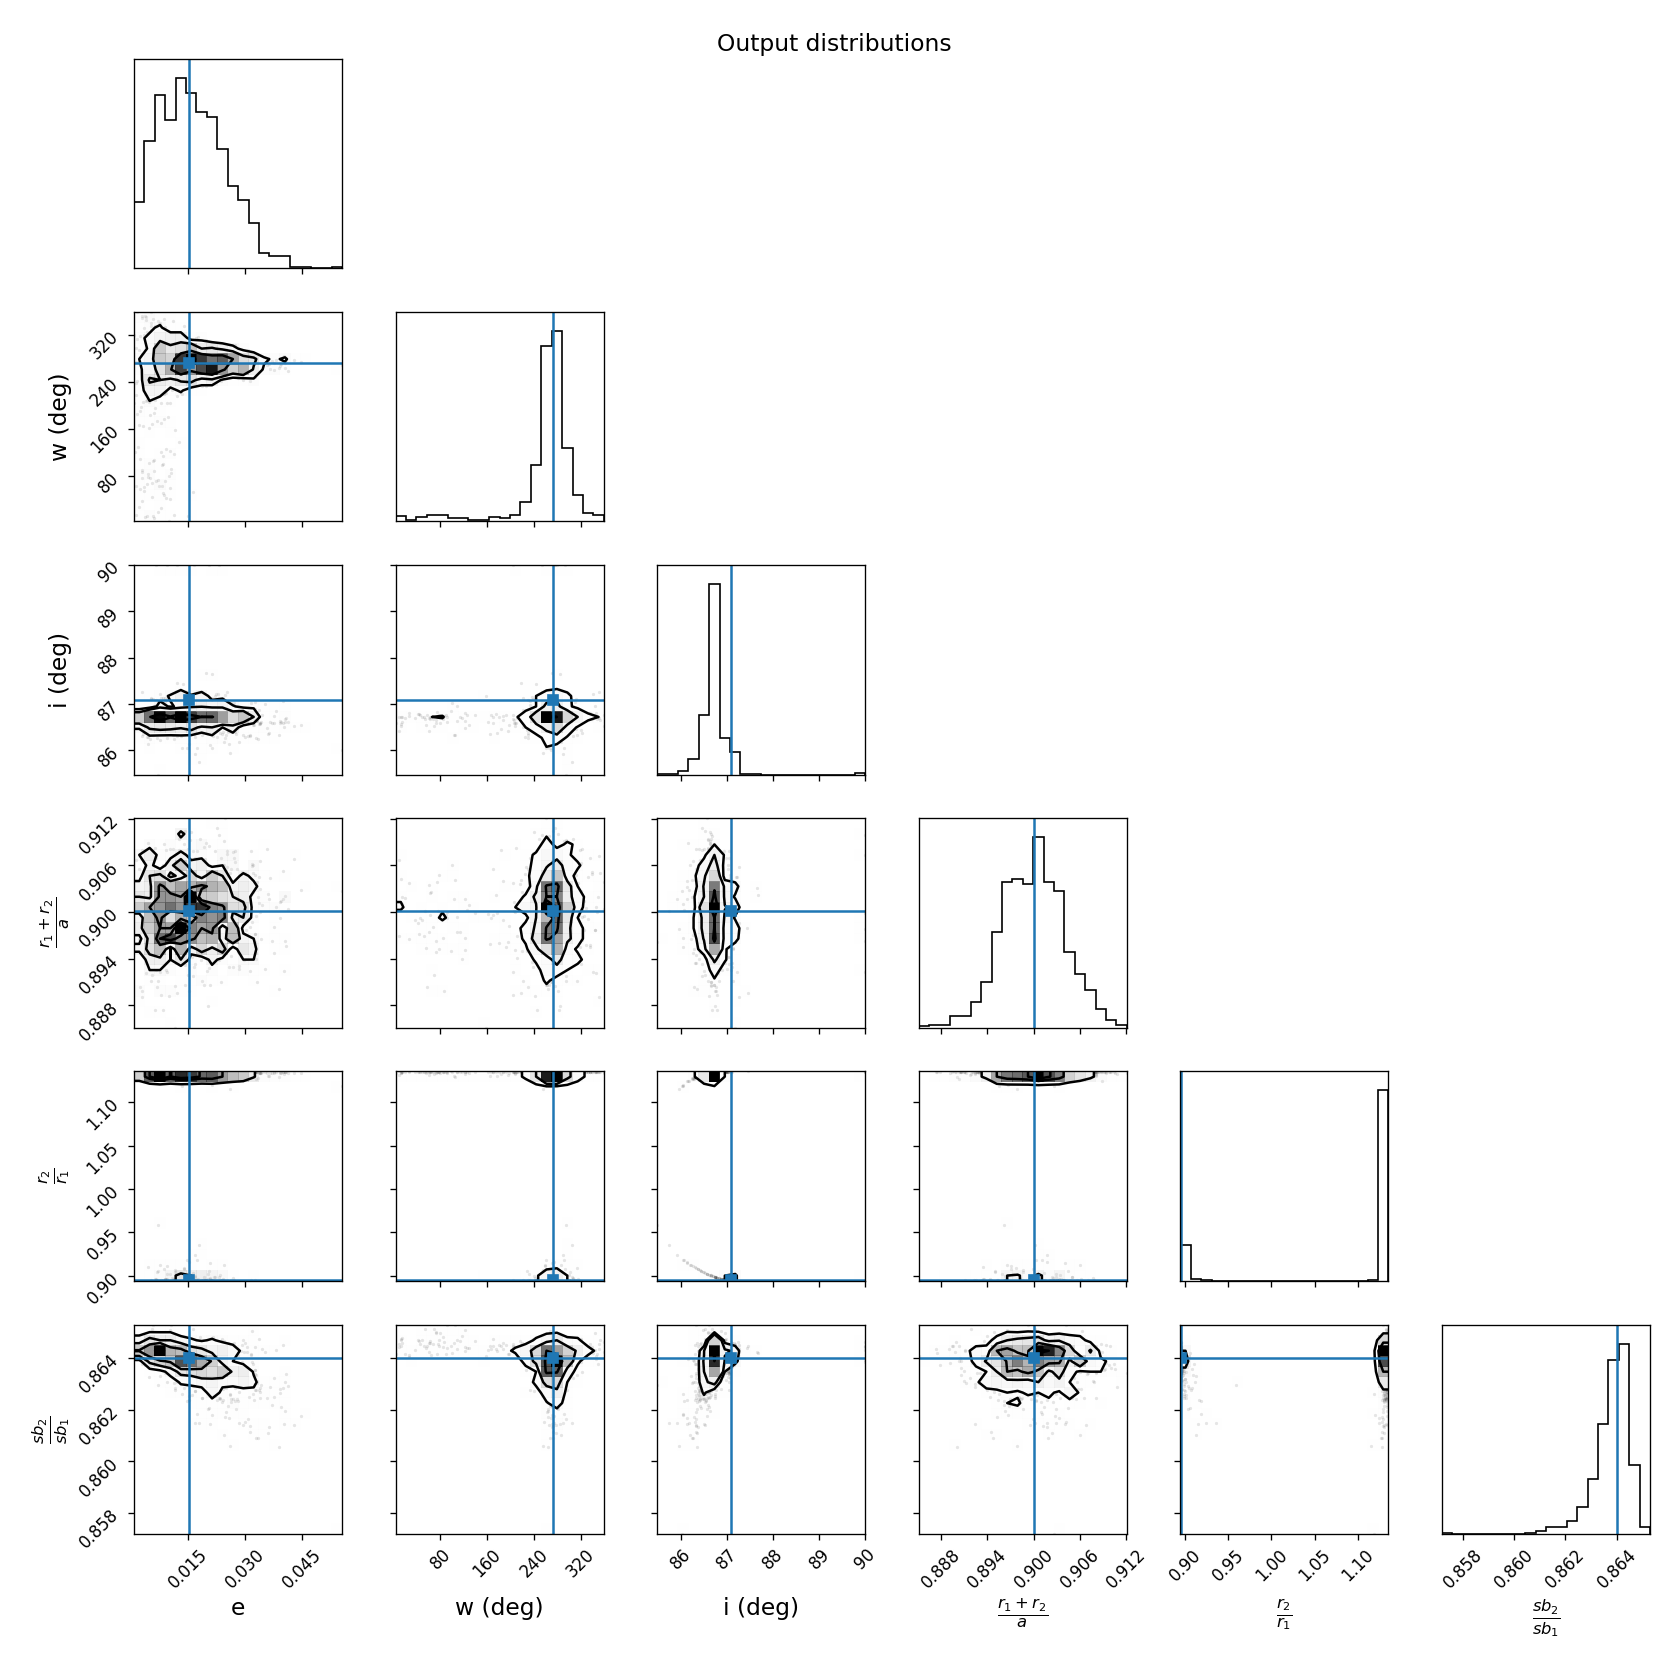 Output distributions
w (deg)
320
240
160
80
i (deg)
90
89
88
87
86
r₁ + r₂
a
0.912
0.906
0.900
0.894
0.888
r₂
r₁
1.10
1.05
1.00
0.95
0.90
sb₂
sb₁
0.864
0.862
0.860
0.858
0.015 0.030 0.045
80 160 240 320
86 87 88 89 90
0.888 0.894 0.900 0.906 0.912
0.90 0.95 1.00 1.05 1.10
0.858 0.860 0.862 0.864
e
w (deg)
i (deg)
r₁ + r₂
a
r₂
r₁
sb₂
sb₁